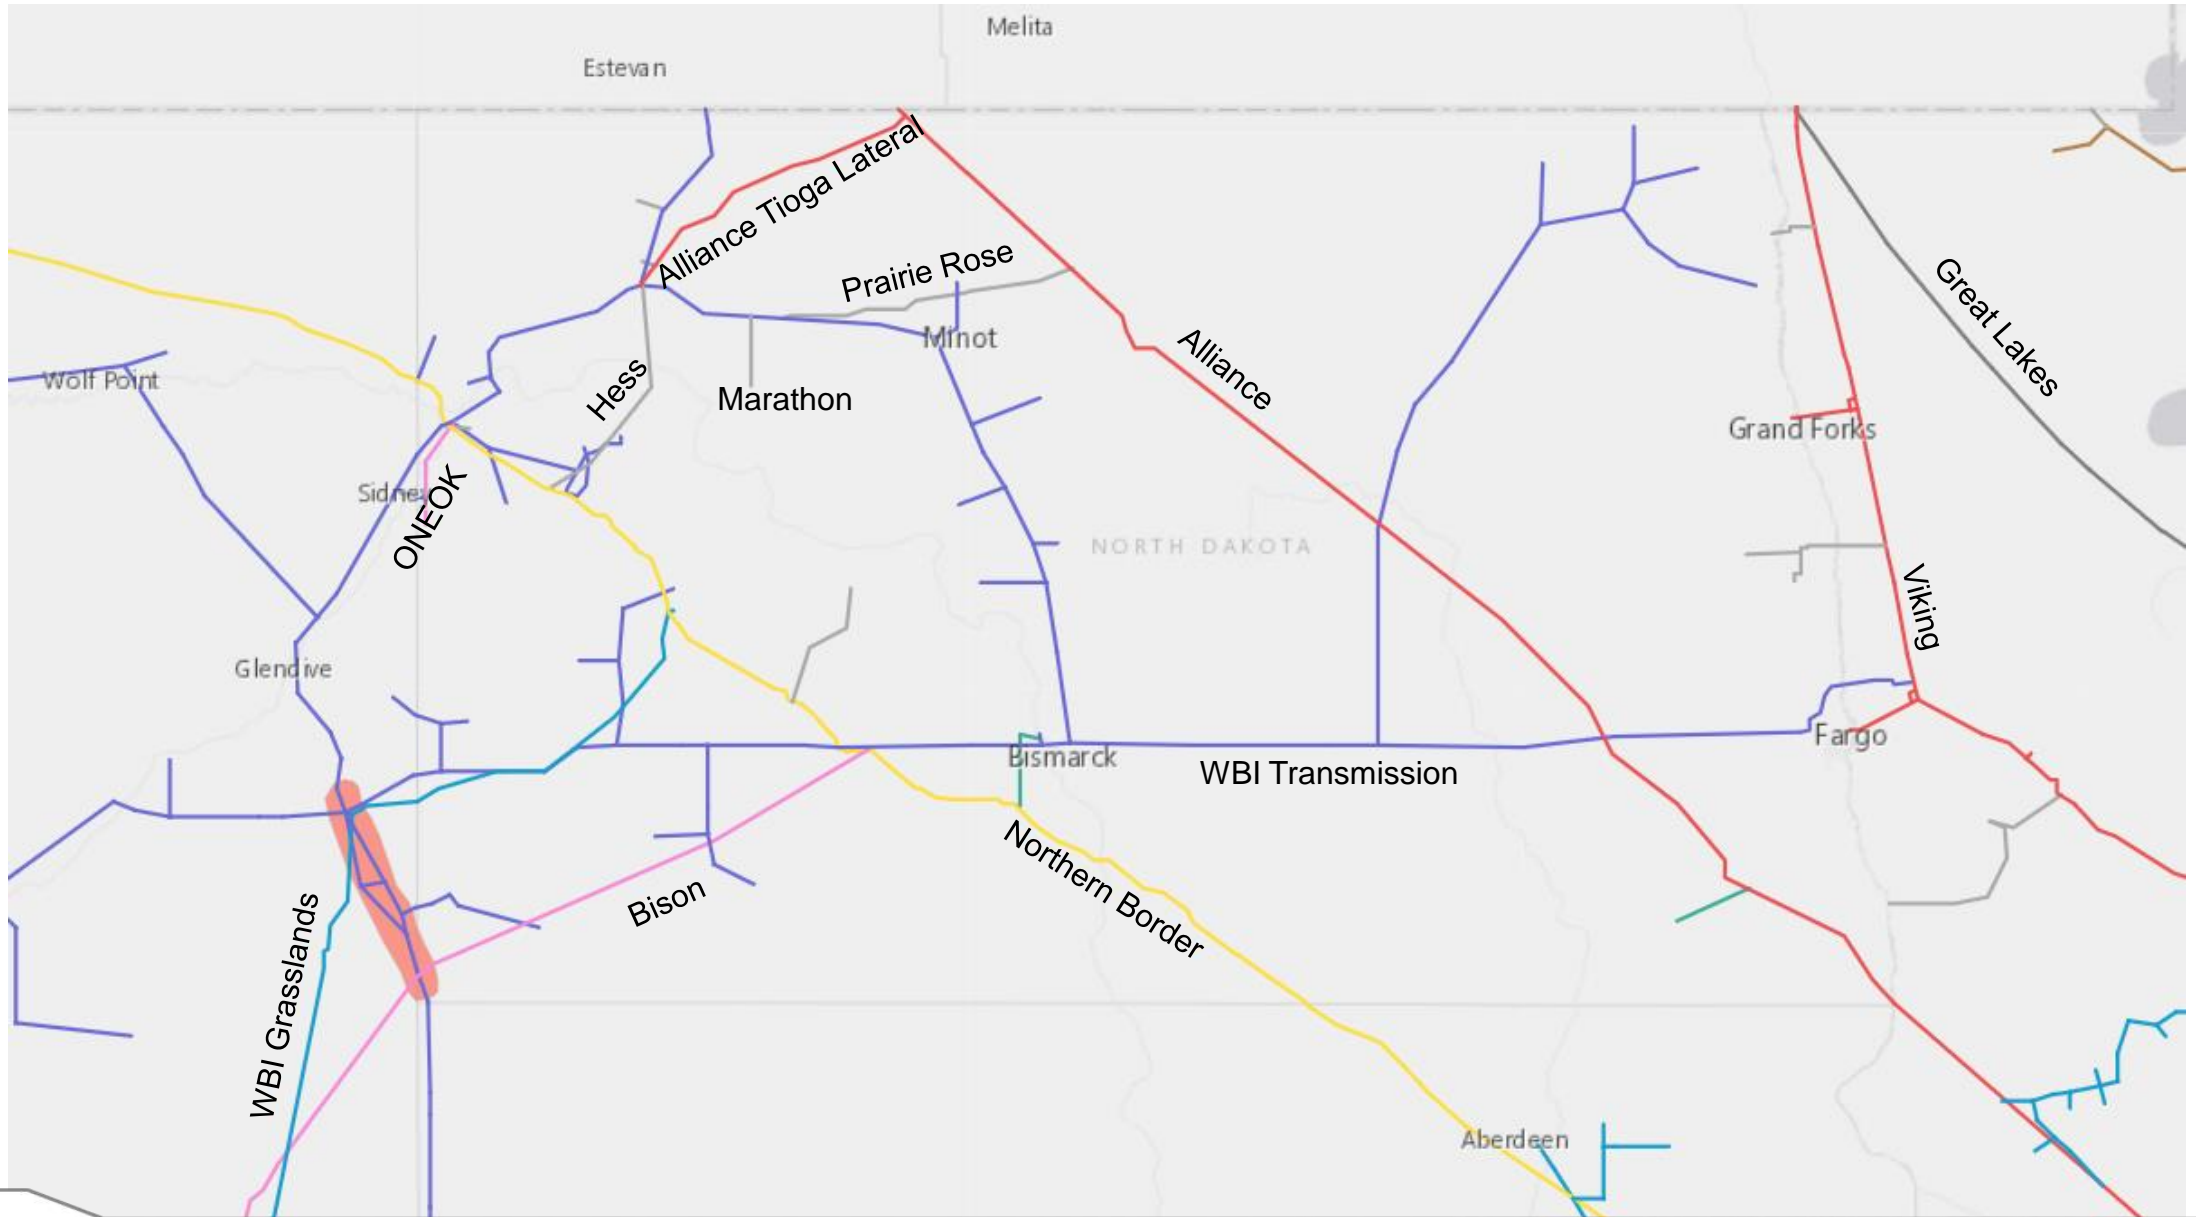 Melita
Estevan
Alliance Tioga Lateral
Prairie Rose
Great Lakes
Minot
Alliance
Wolf Point
Hess
Marathon
Grand Forks
Sidney
ONEOK
NORTH DAKOTA
Viking
Glendive
Fargo
Bismarck
WBI Transmission
Northern Border
Bison
WBI Grasslands
Aberdeen